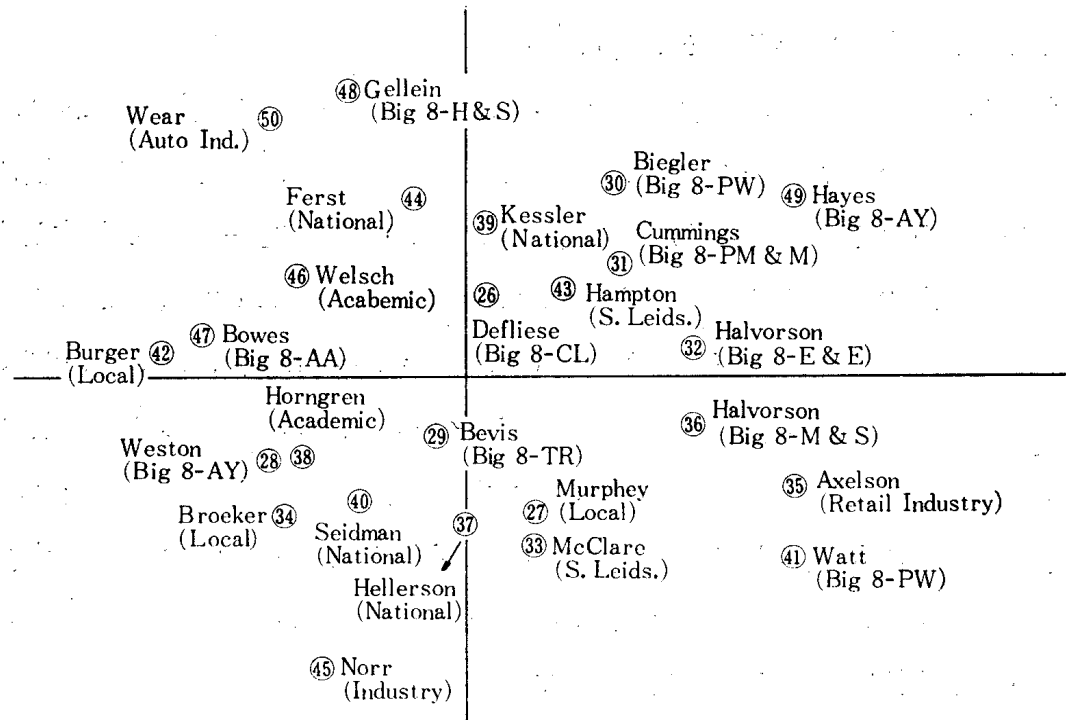 48 Gellein
(Big 8-H & S)
Wear 50
(Auto Ind.)
Biegler
30 (Big 8-PW)
49 Hayes
(Big 8-AY)
Ferst 44
(National)
39 Kessler
(National)
Cummings
31 (Big 8-PM & M)
46 Welsch
(Acabemic)
26
Defliese
(Big 8-CL)
43 Hampton
(S. Leids.)
47 Bowes
(Big 8-AA)
Burger 42
(Local)
Halvorson
32 (Big 8-E & E)
Horngren
(Academic)
38
29 Bevis
(Big 8-TR)
Halvorson
36 (Big 8-M & S)
Weston
(Big 8-AY) 28
35 Axelson
(Retail Industry)
Broeker 34
(Local)
40
Seidman
(National)
37
Hellerson
(National)
Murphey
27 (Local)
33 McClare
(S. Leids.)
41 Watt
(Big 8-PW)
45 Norr
(Industry)